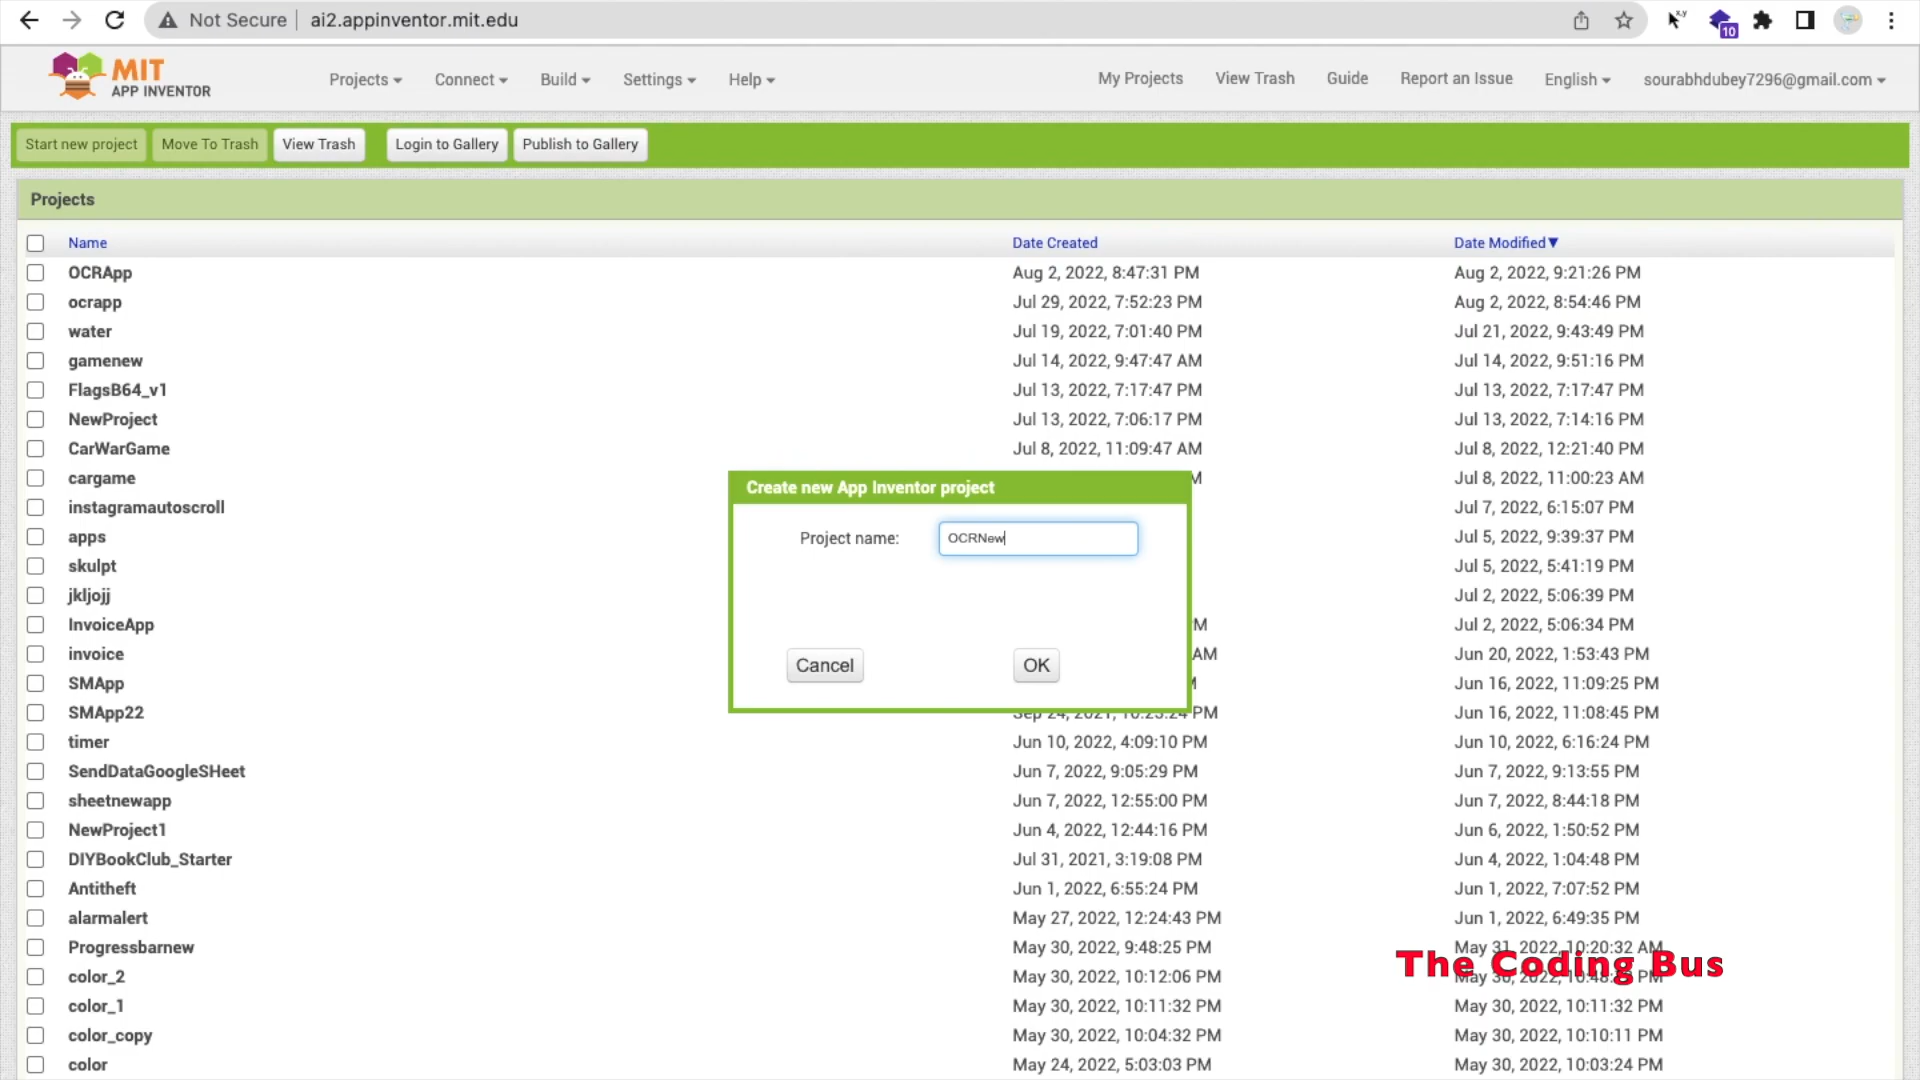 Not Secure ai2.appinventor.mit.edu 10
MIT APP INVENTOR Projects Connect Build Settings Help My Projects View Trash Guide Report an Issue English sourabhdubey7296@gmail.com
Start new project Move To Trash View Trash Login to Gallery Publish to Gallery
Projects
Name Date Created Date Modified
OCRApp Aug 2, 2022, 8:47:31 PM Aug 2, 2022, 9:21:26 PM
ocrapp Jul 29, 2022, 7:52:23 PM Aug 2, 2022, 8:54:46 PM
water Jul 19, 2022, 7:01:40 PM Jul 21, 2022, 9:43:49 PM
gamenew Jul 14, 2022, 9:47:47 AM Jul 14, 2022, 9:51:16 PM
FlagsB64_v1 Jul 13, 2022, 7:17:47 PM Jul 13, 2022, 7:17:47 PM
NewProject Jul 13, 2022, 7:06:17 PM Jul 13, 2022, 7:14:16 PM
CarWarGame Jul 8, 2022, 11:09:47 AM Jul 8, 2022, 12:21:40 PM
cargame Jul 8, 2022, 11:00:23 AM
Create new App Inventor project
instagramautoscroll Jul 7, 2022, 6:15:07 PM
apps Jul 5, 2022, 9:39:37 PM
Project name: OCRNew
skulpt Jul 5, 2022, 5:41:19 PM
jkljojj Jul 2, 2022, 5:06:39 PM
InvoiceApp Jul 2, 2022, 5:06:34 PM
invoice AM Jun 20, 2022, 1:53:43 PM
Cancel OK
SMApp Jun 16, 2022, 11:09:25 PM
SMApp22 Sep 24, 2021, 10:23:24 PM Jun 16, 2022, 11:08:45 PM
timer Jun 10, 2022, 4:09:10 PM Jun 10, 2022, 6:16:24 PM
SendDataGoogleSHeet Jun 7, 2022, 9:05:29 PM Jun 7, 2022, 9:13:55 PM
sheetnewapp Jun 7, 2022, 12:55:00 PM Jun 7, 2022, 8:44:18 PM
NewProject1 Jun 4, 2022, 12:44:16 PM Jun 6, 2022, 1:50:52 PM
DIYBookClub_Starter Jul 31, 2021, 3:19:08 PM Jun 4, 2022, 1:04:48 PM
Antitheft Jun 1, 2022, 6:55:24 PM Jun 1, 2022, 7:07:52 PM
alarmalert May 27, 2022, 12:24:43 PM Jun 1, 2022, 6:49:35 PM
Progressbarnew May 30, 2022, 9:48:25 PM May 31, 2022, 10:20:32 AM
The Coding Bus
color_2 May 30, 2022, 10:12:06 PM May 30, 2022, PM
color_1 May 30, 2022, 10:11:32 PM May 30, 2022, 10:11:32 PM
color_copy May 30, 2022, 10:04:32 PM May 30, 2022, 10:10:11 PM
color May 24, 2022, 5:03:03 PM May 30, 2022, 10:03:24 PM